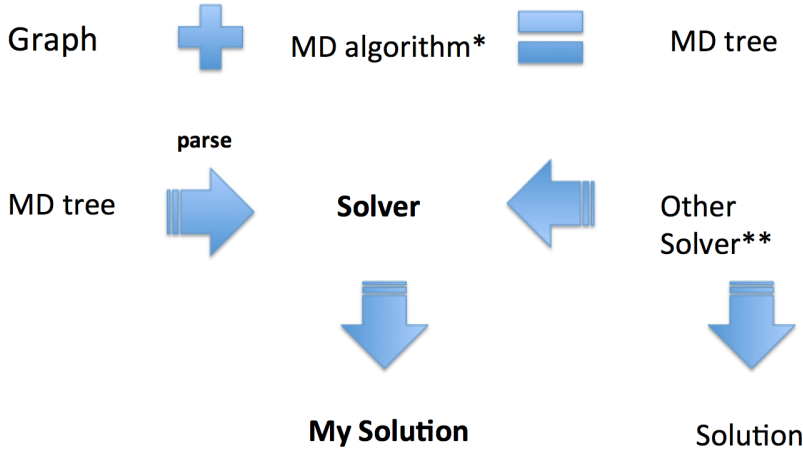 Graph
MD algorithm*
MD tree
parse
MD tree
Solver
Other
Solver**
My Solution
Solution